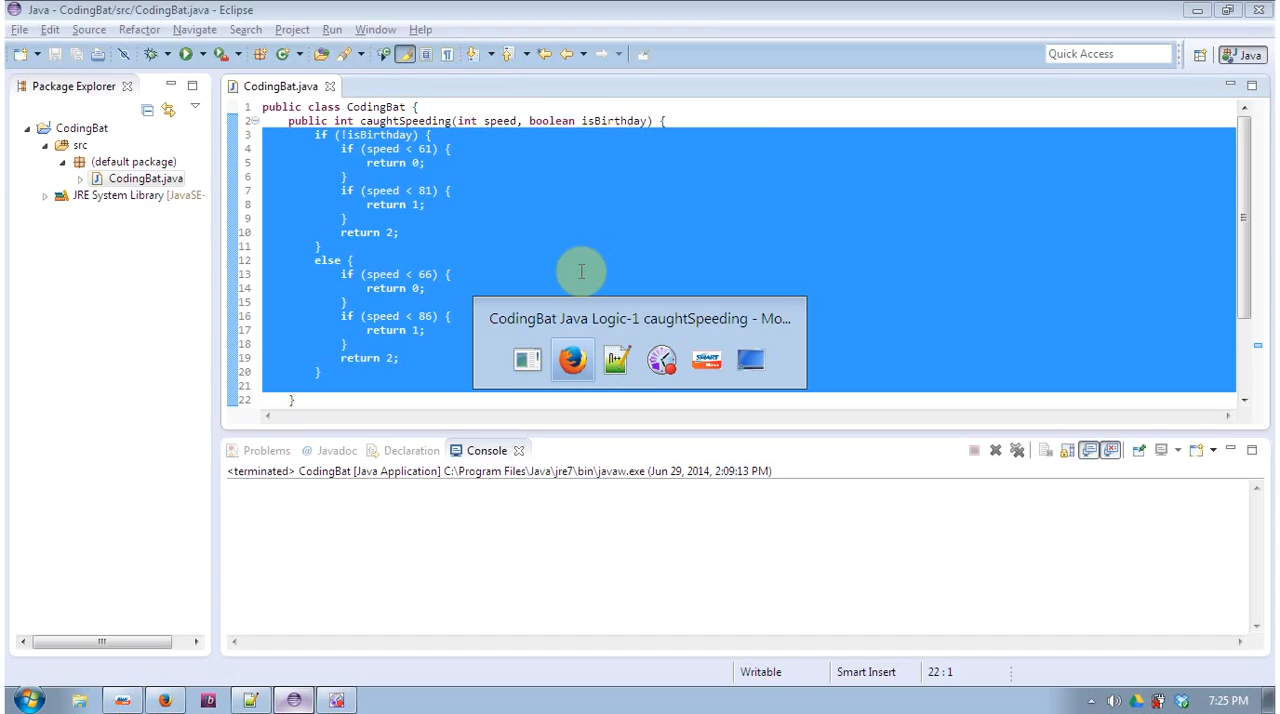 Java - CodingBat/src/CodingBat.java - Eclipse
File Edit Source Refactor Navigate Search Project Run Window Help
Quick Access
Java
Package Explorer
CodingBat.java
CodingBat
src
(default package)
CodingBat.java
JRE System Library [JavaSE-
1 public class CodingBat {
2 public int caughtSpeeding(int speed, boolean isBirthday) {
3 if (!isBirthday) {
4 if (speed < 61) {
5 return 0;
6 }
7 if (speed < 81) {
8 return 1;
9 }
10 return 2;
11 }
12 else {
13 if (speed < 66) {
14 return 0;
15 }
16 if (speed < 86) {
17 return 1;
18 }
19 return 2;
20 }
21
22 }
CodingBat Java Logic-1 caughtSpeeding - Mo...
SMART
Problems @ Javadoc Declaration Console
<terminated> CodingBat [Java Application] C:\Program Files\Java\jre7\bin\javaw.exe (Jun 29, 2014, 2:09:13 PM)
Writable Smart Insert 22 : 1
7:25 PM